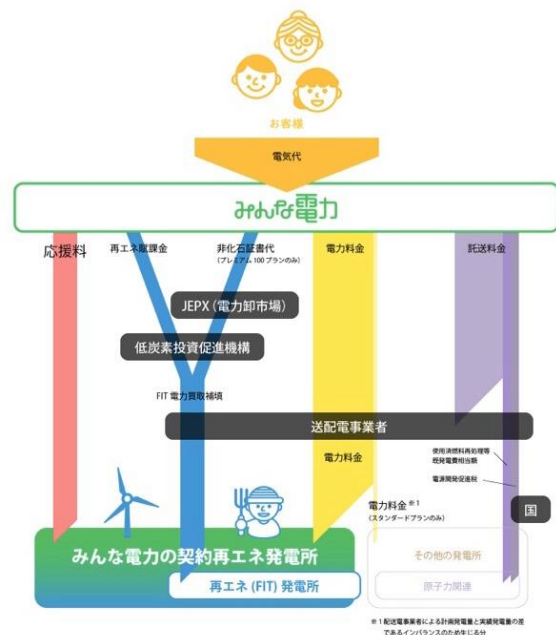 お客様
電気代
みんな電力
応援料
再エネ賦課金
非化石証書代
(プレミアム100プランのみ)
電力料金
託送料金
JEPX(電力卸市場)
低炭素投資促進機構
FIT電力買取補填
送配電事業者
電力料金
使用済燃料再処理等
既発電費相当額
電源開発促進税
国
電力料金※1
(スタンダードプランのみ)
みんな電力の契約再エネ発電所
再エネ(FIT)発電所
その他の発電所
原子力関連
※1 配送電事業者による計画発電量と実績発電量の差
であるインバランスのため生じる分